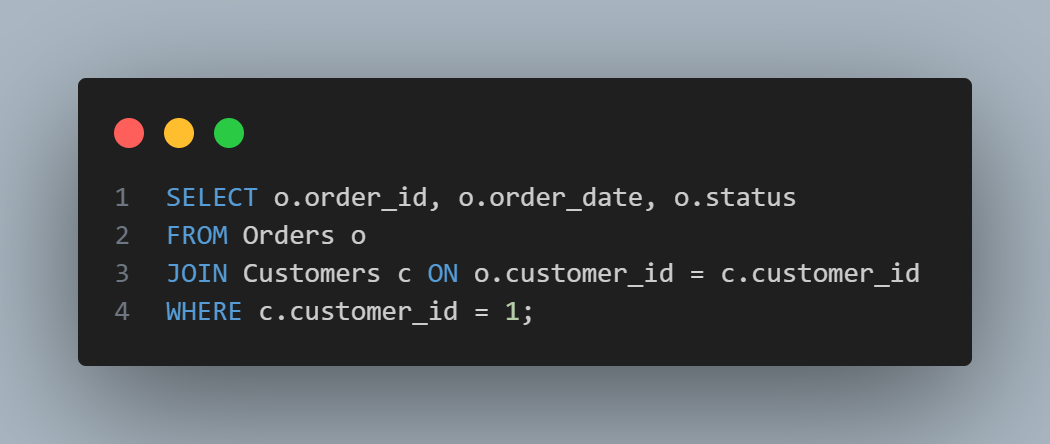 1 SELECT o.order_id, o.order_date, o.status
2 FROM Orders o
3 JOIN Customers c ON o.customer_id = c.customer_id
4 WHERE c.customer_id = 1;